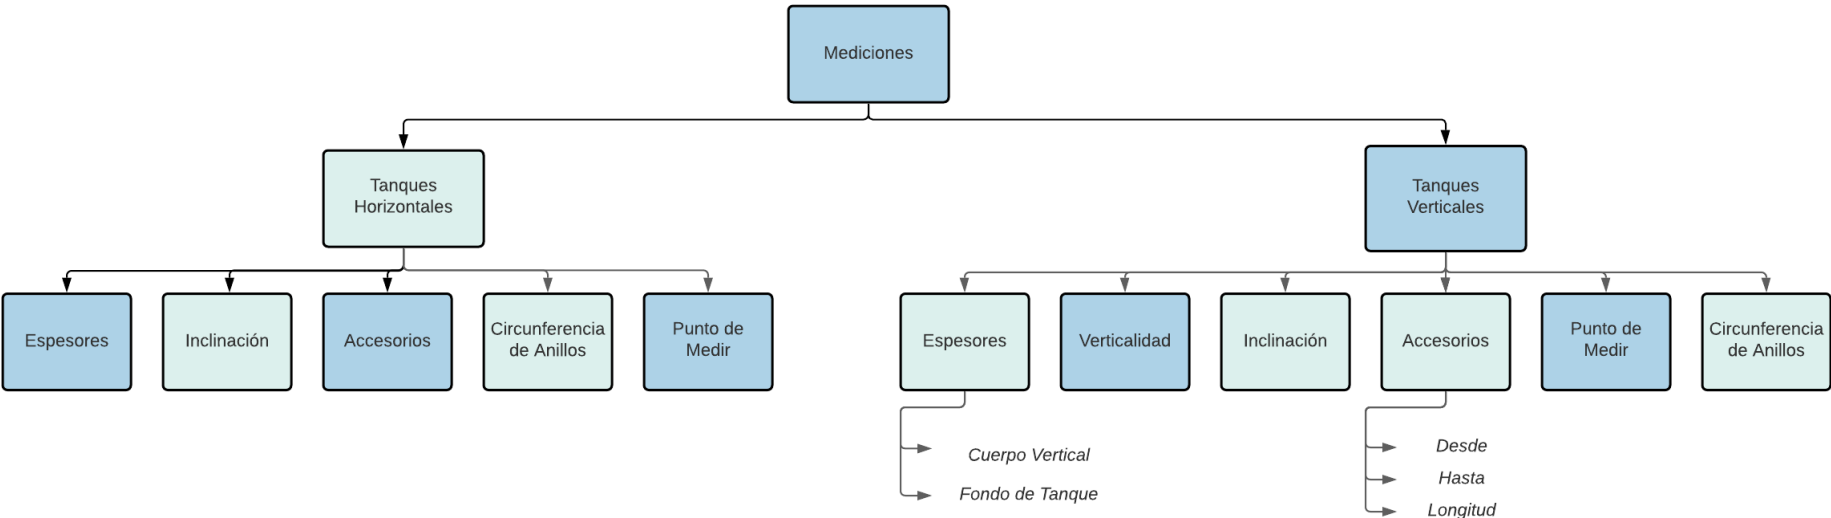 Mediciones
Tanques
Horizontales
Tanques
Verticales
Espesores
Inclinación
Accesorios
Circunferencia
de Anillos
Punto de
Medir
Espesores
Verticalidad
Inclinación
Accesorios
Punto de
Medir
Circunferencia
de Anillos
Cuerpo Vertical
Fondo de Tanque
Desde
Hasta
Longitud